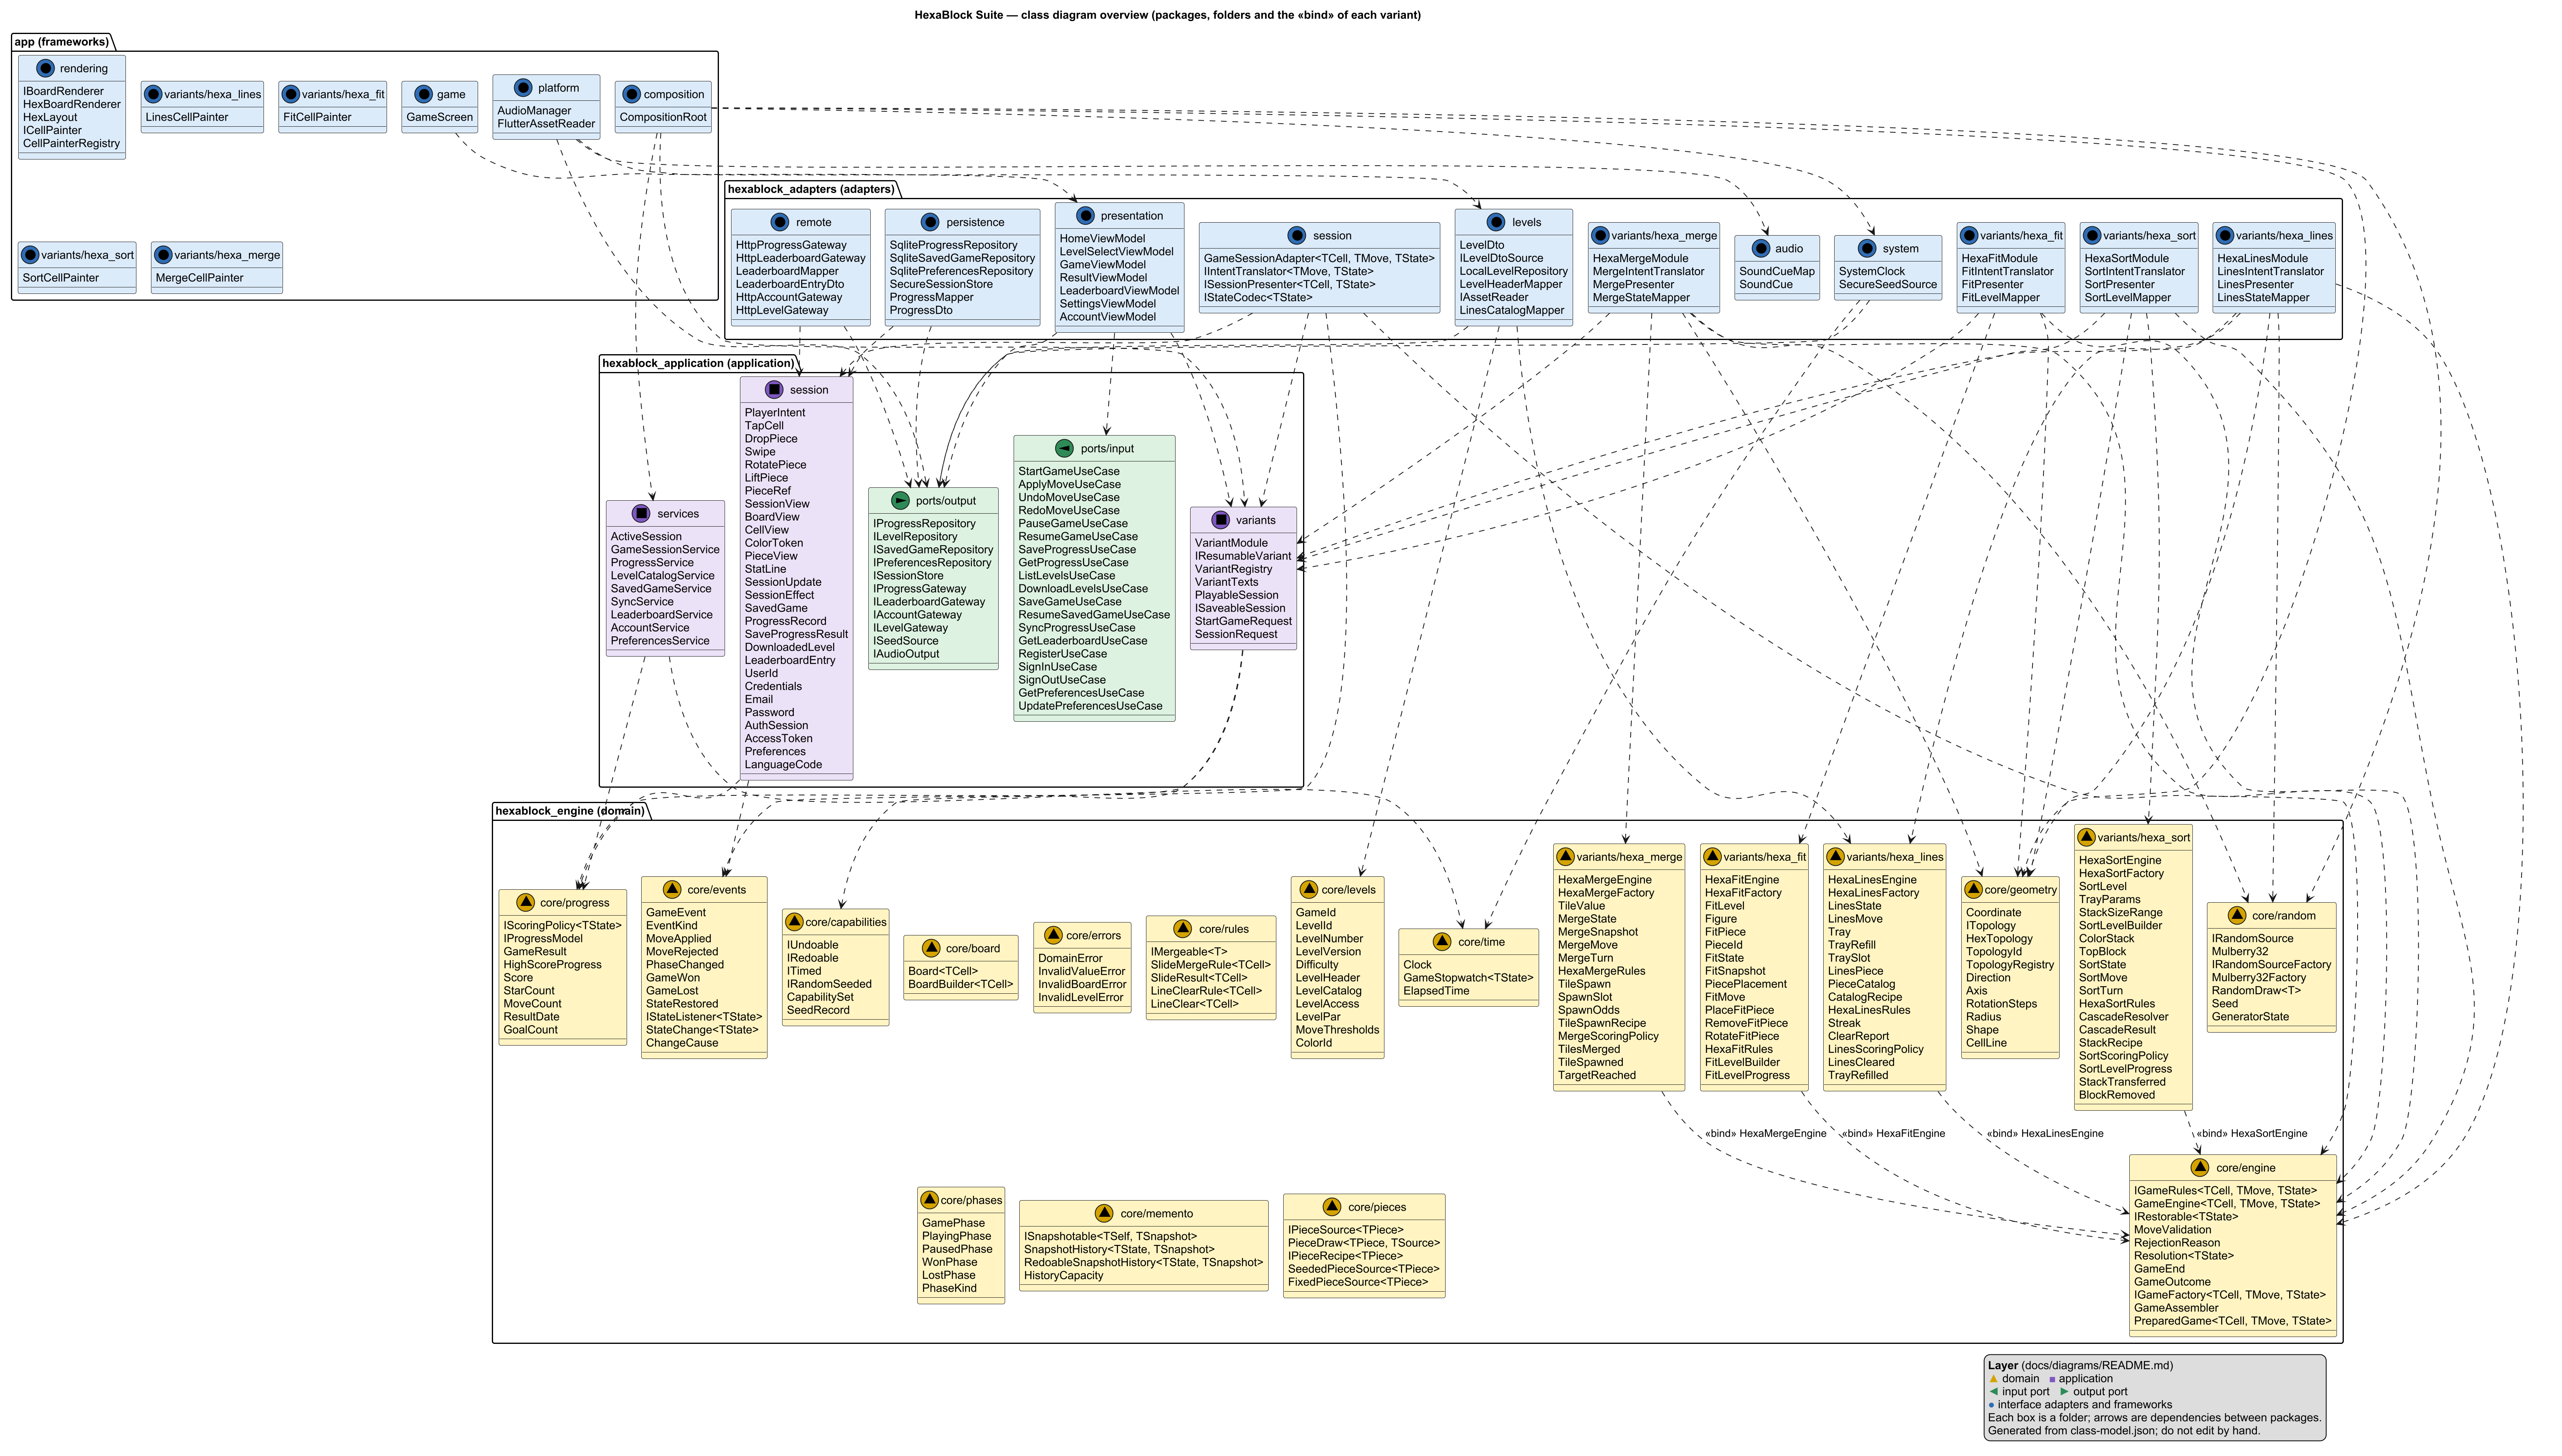 HexaBlock Suite — class diagram overview (packages, folders and the «bind» of each variant)
app (frameworks)
rendering
IBoardRenderer
HexBoardRenderer
HexLayout
ICellPainter
CellPainterRegistry
variants/hexa_lines
LinesCellPainter
variants/hexa_fit
FitCellPainter
game
GameScreen
platform
AudioManager
FlutterAssetReader
composition
CompositionRoot
variants/hexa_sort
SortCellPainter
variants/hexa_merge
MergeCellPainter
hexablock_adapters (adapters)
remote
HttpProgressGateway
HttpLeaderboardGateway
LeaderboardMapper
LeaderboardEntryDto
HttpAccountGateway
HttpLevelGateway
persistence
SqliteProgressRepository
SqliteSavedGameRepository
SqlitePreferencesRepository
SecureSessionStore
ProgressMapper
ProgressDto
presentation
HomeViewModel
LevelSelectViewModel
GameViewModel
ResultViewModel
LeaderboardViewModel
SettingsViewModel
AccountViewModel
session
GameSessionAdapter<TCell, TMove, TState>
IIntentTranslator<TMove, TState>
ISessionPresenter<TCell, TState>
IStateCodec<TState>
levels
LevelDto
ILevelDtoSource
LocalLevelRepository
LevelHeaderMapper
IAssetReader
LinesCatalogMapper
variants/hexa_merge
HexaMergeModule
MergeIntentTranslator
MergePresenter
MergeStateMapper
audio
SoundCueMap
SoundCue
system
SystemClock
SecureSeedSource
variants/hexa_fit
HexaFitModule
FitIntentTranslator
FitPresenter
FitLevelMapper
variants/hexa_sort
HexaSortModule
SortIntentTranslator
SortPresenter
SortLevelMapper
variants/hexa_lines
HexaLinesModule
LinesIntentTranslator
LinesPresenter
LinesStateMapper
hexablock_application (application)
services
ActiveSession
GameSessionService
ProgressService
LevelCatalogService
SavedGameService
SyncService
LeaderboardService
AccountService
PreferencesService
session
PlayerIntent
TapCell
DropPiece
Swipe
RotatePiece
LiftPiece
PieceRef
SessionView
BoardView
CellView
ColorToken
PieceView
StatLine
SessionUpdate
SessionEffect
SavedGame
ProgressRecord
SaveProgressResult
DownloadedLevel
LeaderboardEntry
UserId
Credentials
Email
Password
AuthSession
AccessToken
Preferences
LanguageCode
ports/output
IProgressRepository
ILevelRepository
ISavedGameRepository
IPreferencesRepository
ISessionStore
IProgressGateway
ILeaderboardGateway
IAccountGateway
ILevelGateway
ISeedSource
IAudioOutput
ports/input
StartGameUseCase
ApplyMoveUseCase
UndoMoveUseCase
RedoMoveUseCase
PauseGameUseCase
ResumeGameUseCase
SaveProgressUseCase
GetProgressUseCase
ListLevelsUseCase
DownloadLevelsUseCase
SaveGameUseCase
ResumeSavedGameUseCase
SyncProgressUseCase
GetLeaderboardUseCase
RegisterUseCase
SignInUseCase
SignOutUseCase
GetPreferencesUseCase
UpdatePreferencesUseCase
variants
VariantModule
IResumableVariant
VariantRegistry
VariantTexts
PlayableSession
ISaveableSession
StartGameRequest
SessionRequest
hexablock_engine (domain)
core/progress
IScoringPolicy<TState>
IProgressModel
GameResult
HighScoreProgress
Score
StarCount
MoveCount
ResultDate
GoalCount
core/events
GameEvent
EventKind
MoveApplied
MoveRejected
PhaseChanged
GameWon
GameLost
StateRestored
IStateListener<TState>
StateChange<TState>
ChangeCause
core/capabilities
IUndoable
IRedoable
ITimed
IRandomSeeded
CapabilitySet
SeedRecord
core/board
Board<TCell>
BoardBuilder<TCell>
core/errors
DomainError
InvalidValueError
InvalidBoardError
InvalidLevelError
core/rules
IMergeable<T>
SlideMergeRule<TCell>
SlideResult<TCell>
LineClearRule<TCell>
LineClear<TCell>
core/levels
GameId
LevelId
LevelNumber
LevelVersion
Difficulty
LevelHeader
LevelCatalog
LevelAccess
LevelPar
MoveThresholds
ColorId
core/time
Clock
GameStopwatch<TState>
ElapsedTime
variants/hexa_merge
HexaMergeEngine
HexaMergeFactory
TileValue
MergeState
MergeSnapshot
MergeMove
MergeTurn
HexaMergeRules
TileSpawn
SpawnSlot
SpawnOdds
TileSpawnRecipe
MergeScoringPolicy
TilesMerged
TileSpawned
TargetReached
variants/hexa_fit
HexaFitEngine
HexaFitFactory
FitLevel
Figure
FitPiece
PieceId
FitState
FitSnapshot
PiecePlacement
FitMove
PlaceFitPiece
RemoveFitPiece
RotateFitPiece
HexaFitRules
FitLevelBuilder
FitLevelProgress
variants/hexa_lines
HexaLinesEngine
HexaLinesFactory
LinesState
LinesMove
Tray
TrayRefill
TraySlot
LinesPiece
PieceCatalog
CatalogRecipe
HexaLinesRules
Streak
ClearReport
LinesScoringPolicy
LinesCleared
TrayRefilled
core/geometry
Coordinate
ITopology
HexTopology
TopologyId
TopologyRegistry
Direction
Axis
RotationSteps
Radius
Shape
CellLine
variants/hexa_sort
HexaSortEngine
HexaSortFactory
SortLevel
TrayParams
StackSizeRange
SortLevelBuilder
ColorStack
TopBlock
SortState
SortMove
SortTurn
HexaSortRules
CascadeResolver
CascadeResult
StackRecipe
SortScoringPolicy
SortLevelProgress
StackTransferred
BlockRemoved
core/random
IRandomSource
Mulberry32
IRandomSourceFactory
Mulberry32Factory
RandomDraw<T>
Seed
GeneratorState
«bind» HexaMergeEngine
«bind» HexaFitEngine
«bind» HexaLinesEngine
«bind» HexaSortEngine
core/phases
GamePhase
PlayingPhase
PausedPhase
WonPhase
LostPhase
PhaseKind
core/memento
ISnapshotable<TSelf, TSnapshot>
SnapshotHistory<TState, TSnapshot>
RedoableSnapshotHistory<TState, TSnapshot>
HistoryCapacity
core/pieces
IPieceSource<TPiece>
PieceDraw<TPiece, TSource>
IPieceRecipe<TPiece>
SeededPieceSource<TPiece>
FixedPieceSource<TPiece>
core/engine
IGameRules<TCell, TMove, TState>
GameEngine<TCell, TMove, TState>
IRestorable<TState>
MoveValidation
RejectionReason
Resolution<TState>
GameEnd
GameOutcome
IGameFactory<TCell, TMove, TState>
GameAssembler
PreparedGame<TCell, TMove, TState>
Layer (docs/diagrams/README.md)
▲ domain ■ application
◀ input port ▶ output port
● interface adapters and frameworks
Each box is a folder; arrows are dependencies between packages.
Generated from class-model.json; do not edit by hand.